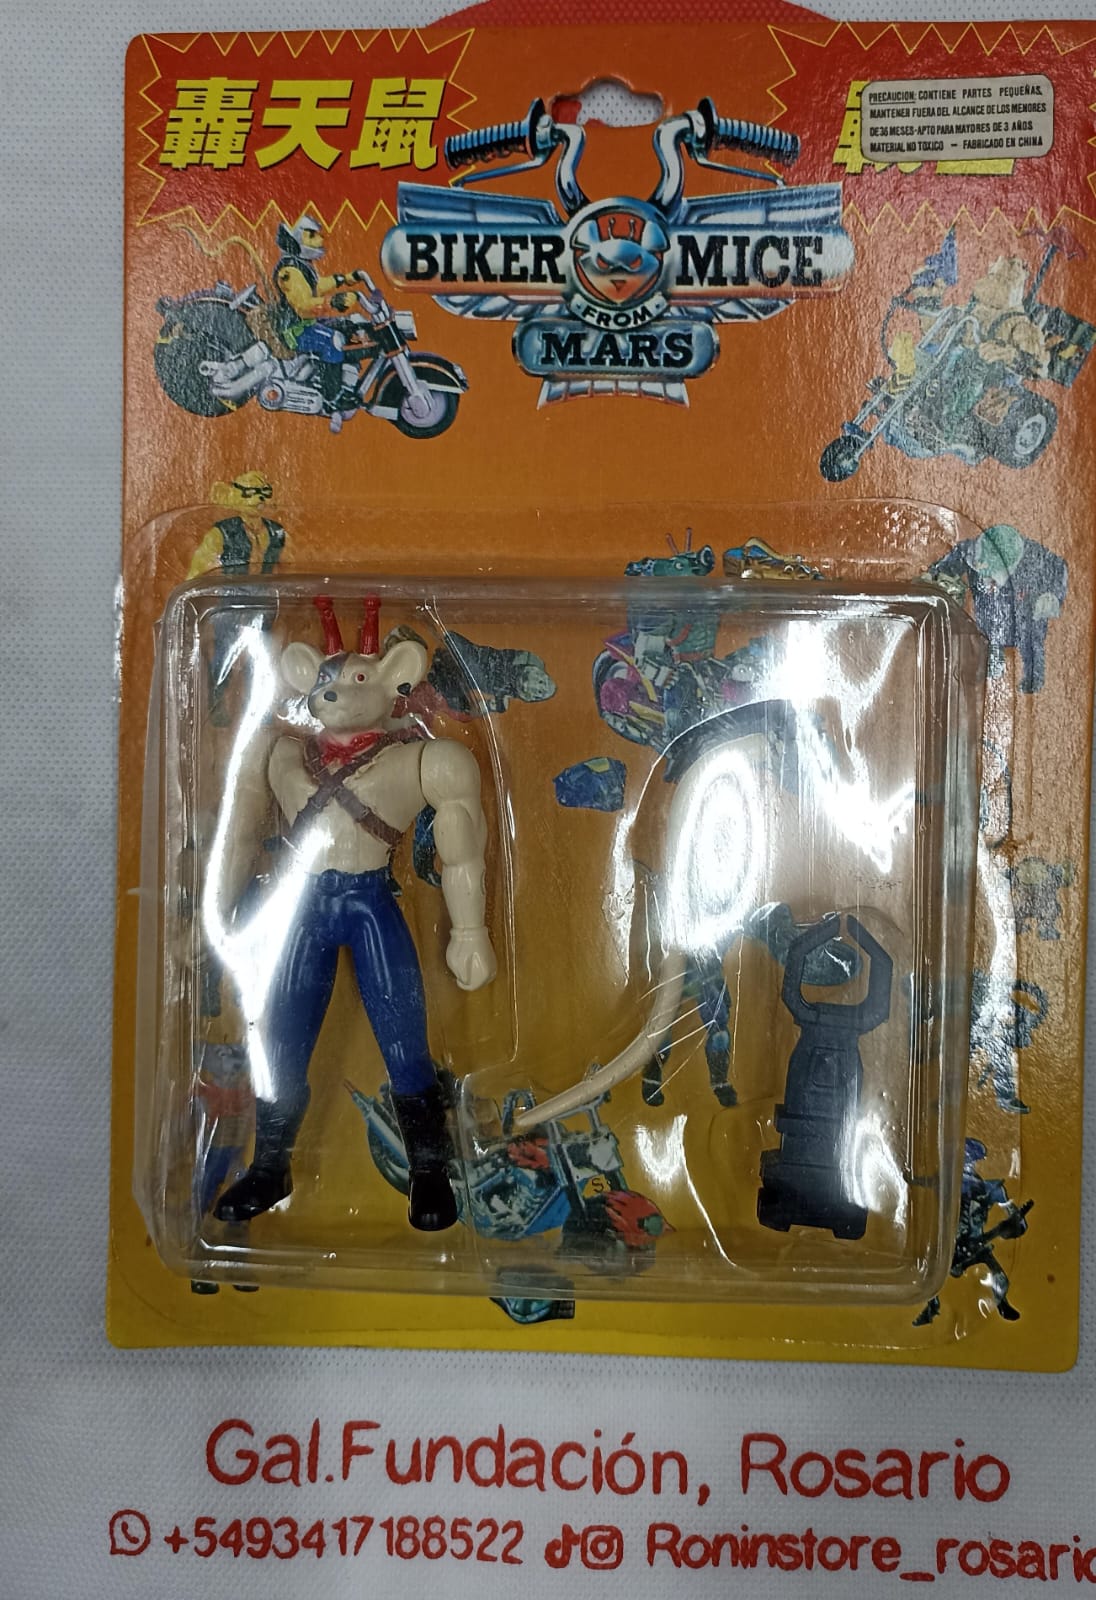 轟天鼠
PRECAUCION: CONTIENE PARTES PEQUEÑAS.
MANTENER FUERA DEL ALCANCE DE LOS MENORES
DE 36 MESES-APTO PARA MAYORES DE 3 AÑOS
MATERIAL NO TOXICO - FABRICADO EN CHINA
BIKER MICE
FROM
MARS
Gal.Fundación, Rosario
+5493417188522 Roninstore_rosario